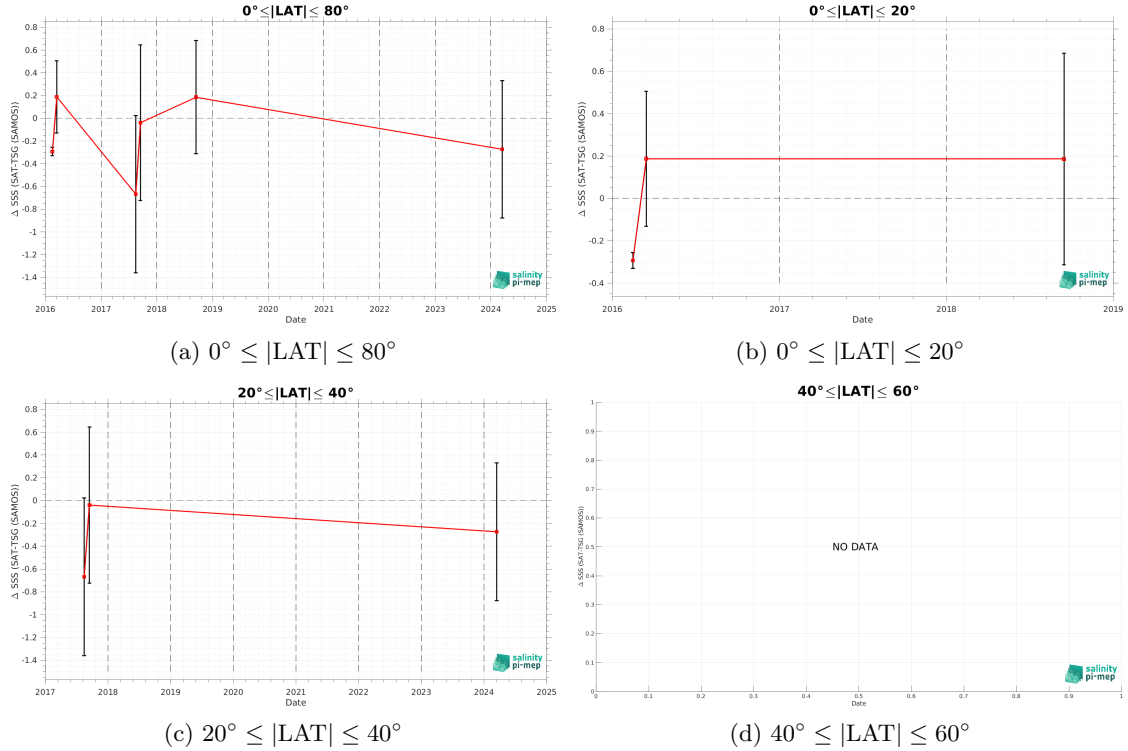 0°≤|LAT|≤ 80°
0.8
0.6
0.4
0.2
0
-0.2
-0.4
-0.6
-0.8
-1
-1.2
-1.4
Δ SSS (SAT-TSG (SAMOS))
2016 2017 2018 2019 2020 2021 2022 2023 2024 2025
Date
salinity
pi-mep
(a) 0° ≤ |LAT| ≤ 80°
0°≤|LAT|≤ 20°
0.8
0.6
0.4
0.2
0
-0.2
-0.4
Δ SSS (SAT-TSG (SAMOS))
2016 2017 2018 2019
Date
salinity
pi-mep
(b) 0° ≤ |LAT| ≤ 20°
20°≤|LAT|≤ 40°
0.8
0.6
0.4
0.2
0
-0.2
-0.4
-0.6
-0.8
-1
-1.2
-1.4
Δ SSS (SAT-TSG (SAMOS))
2017 2018 2019 2020 2021 2022 2023 2024 2025
Date
salinity
pi-mep
(c) 20° ≤ |LAT| ≤ 40°
40°≤|LAT|≤ 60°
1
0.9
0.8
0.7
0.6
0.5
0.4
0.3
0.2
0.1
0
Δ SSS (SAT-TSG (SAMOS))
NO DATA
0 0.1 0.2 0.3 0.4 0.5 0.6 0.7 0.8 0.9 1
Date
salinity
pi-mep
(d) 40° ≤ |LAT| ≤ 60°